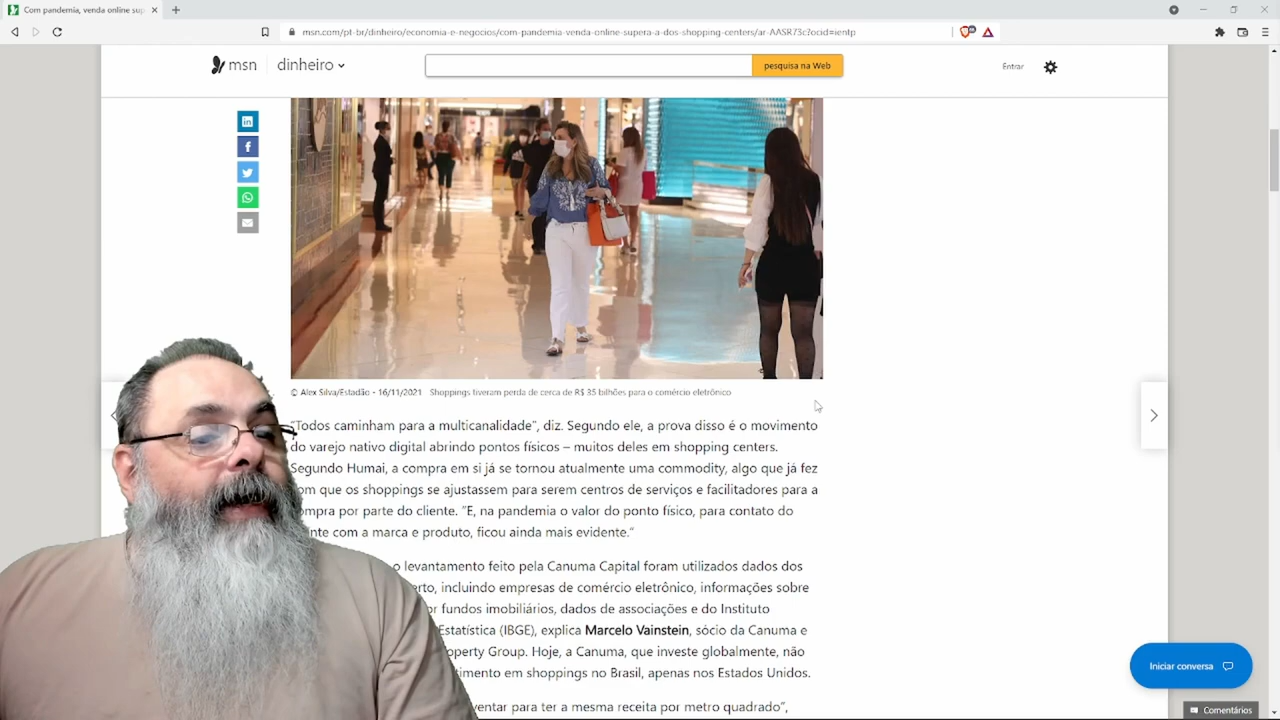 Com pandemia, venda online sup
msn.com/pt-br/dinheiro/economia-e-negocios/com-pandemia-venda-online-supera-a-dos-shopping-centers/ar-AASR73c?ocid=ientp
msn
dinheiro
pesquisa na Web
Entrar
© Alex Silva/Estadão - 16/11/2021 Shoppings tiveram perda de cerca de R$ 35 bilhões para o comércio eletrônico
"Todos caminham para a multicanalidade", diz. Segundo ele, a prova disso é o movimento
do varejo nativo digital abrindo pontos físicos – muitos deles em shopping centers.
Segundo Humai, a compra em si já se tornou atualmente uma commodity, algo que já fez
om que os shoppings se ajustassem para serem centros de serviços e facilitadores para a
ompra por parte do cliente. "E, na pandemia o valor do ponto físico, para contato do
nte com a marca e produto, ficou ainda mais evidente."
o levantamento feito pela Canuma Capital foram utilizados dados dos
erto, incluindo empresas de comércio eletrônico, informações sobre
or fundos imobiliários, dados de associações e do Instituto
Estatística (IBGE), explica Marcelo Vainstein, sócio da Canuma e
operty Group. Hoje, a Canuma, que investe globalmente, não
timento em shoppings no Brasil, apenas nos Estados Unidos.
ventar para ter a mesma receita por metro quadrado",
Iniciar conversa
Comentários